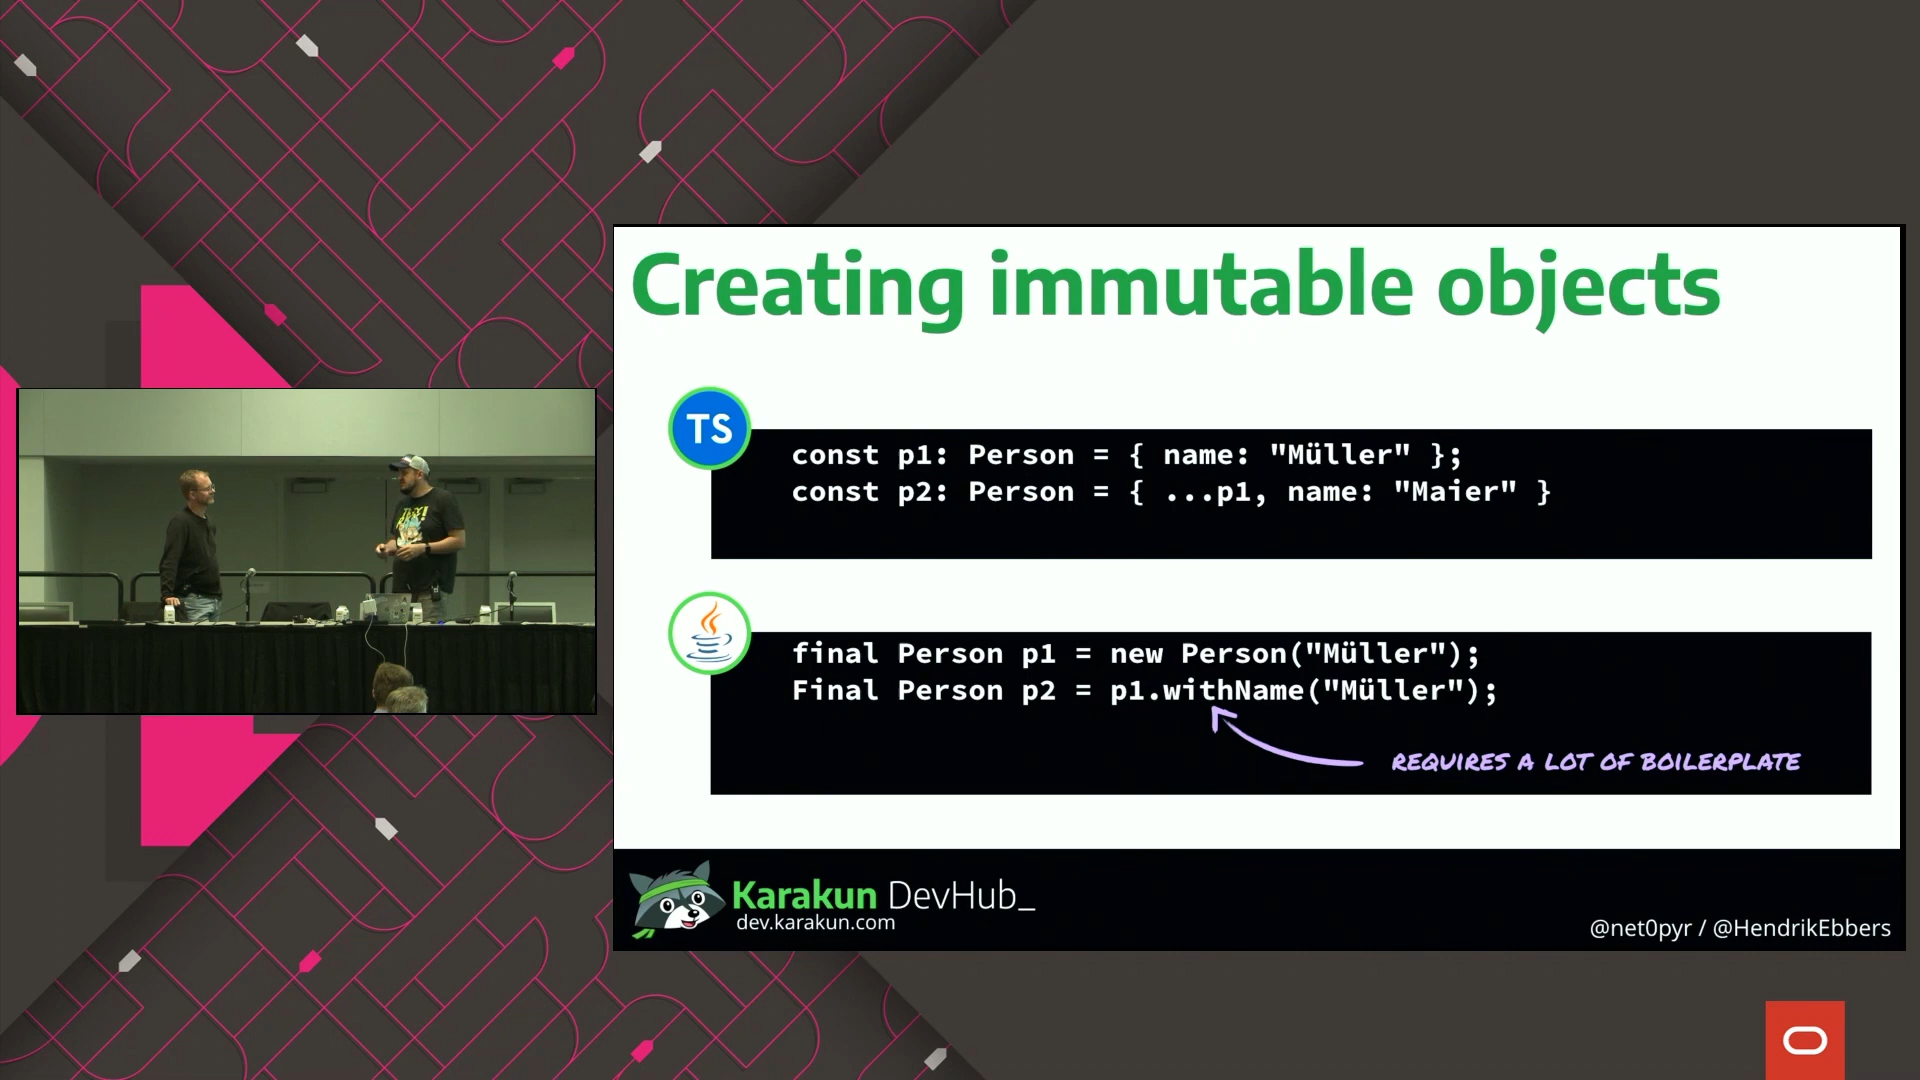 Creating immutable objects
TS
const p1: Person = { name: "Müller" };
const p2: Person = { ...p1, name: "Maier" }
final Person p1 = new Person("Müller");
Final Person p2 = p1.withName("Müller");
REQUIRES A LOT OF BOILERPLATE
Karakun DevHub_
dev.karakun.com
@net0pyr / @HendrikEbbers